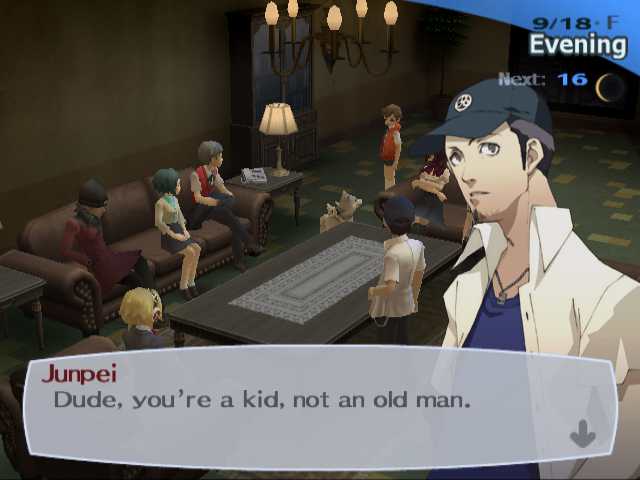 9/18・F
Evening
Next: 16
Junpei
Dude, you're a kid, not an old man.